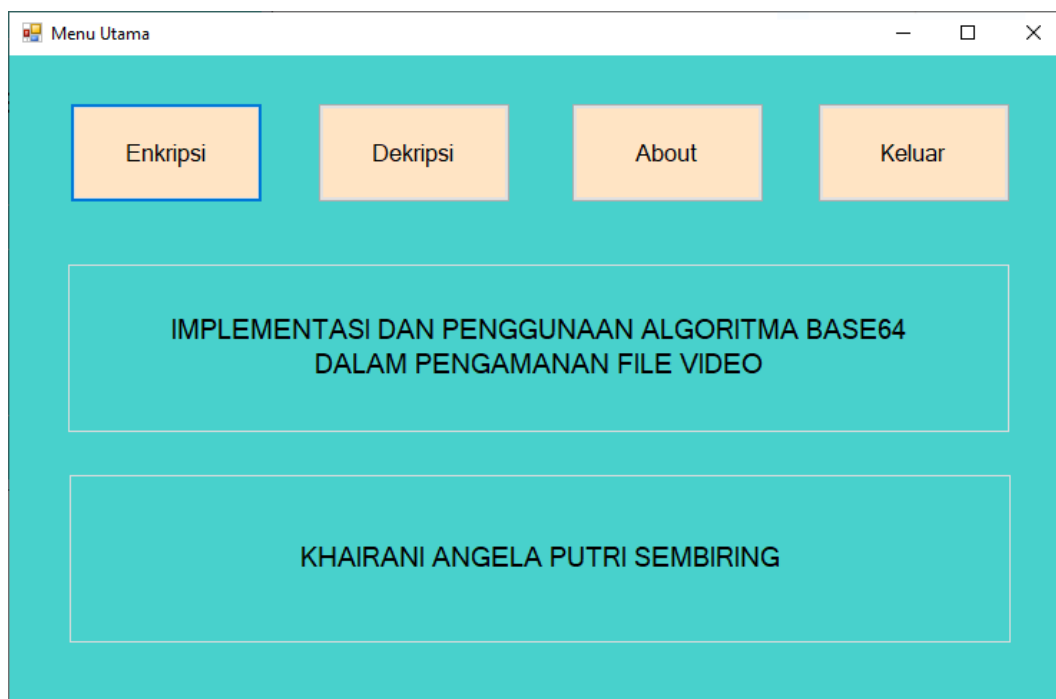 Menu Utama
Enkripsi
Dekripsi
About
Keluar
IMPLEMENTASI DAN PENGGUNAAN ALGORITMA BASE64
DALAM PENGAMANAN FILE VIDEO
KHAIRANI ANGELA PUTRI SEMBIRING